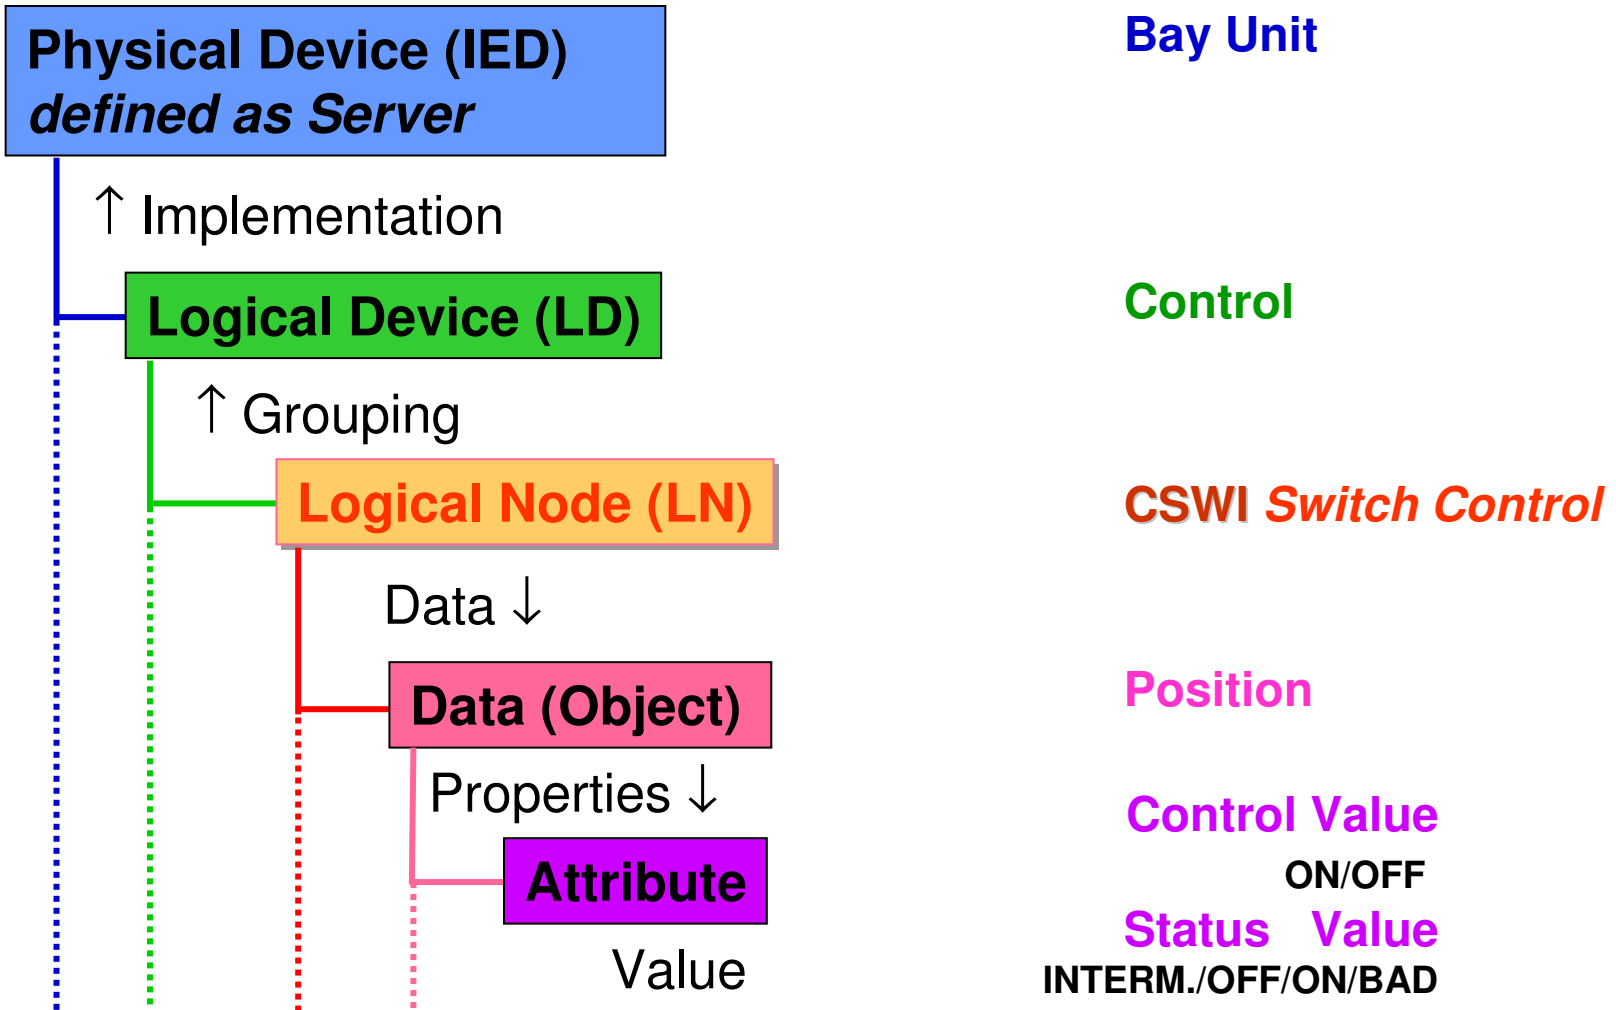 Physical Device (IED)
defined as Server
Bay Unit
↑ Implementation
Logical Device (LD)
Control
↑ Grouping
Logical Node (LN)
CSWI Switch Control
Data ↓
Data (Object)
Position
Properties ↓
Control Value
Attribute
ON/OFF
Status Value
Value
INTERM./OFF/ON/BAD